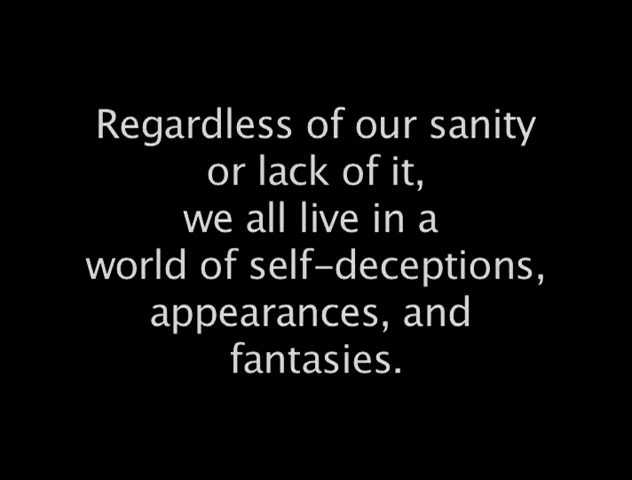 Regardless of our sanity
or lack of it,
we all live in a
world of self-deceptions,
appearances, and
fantasies.